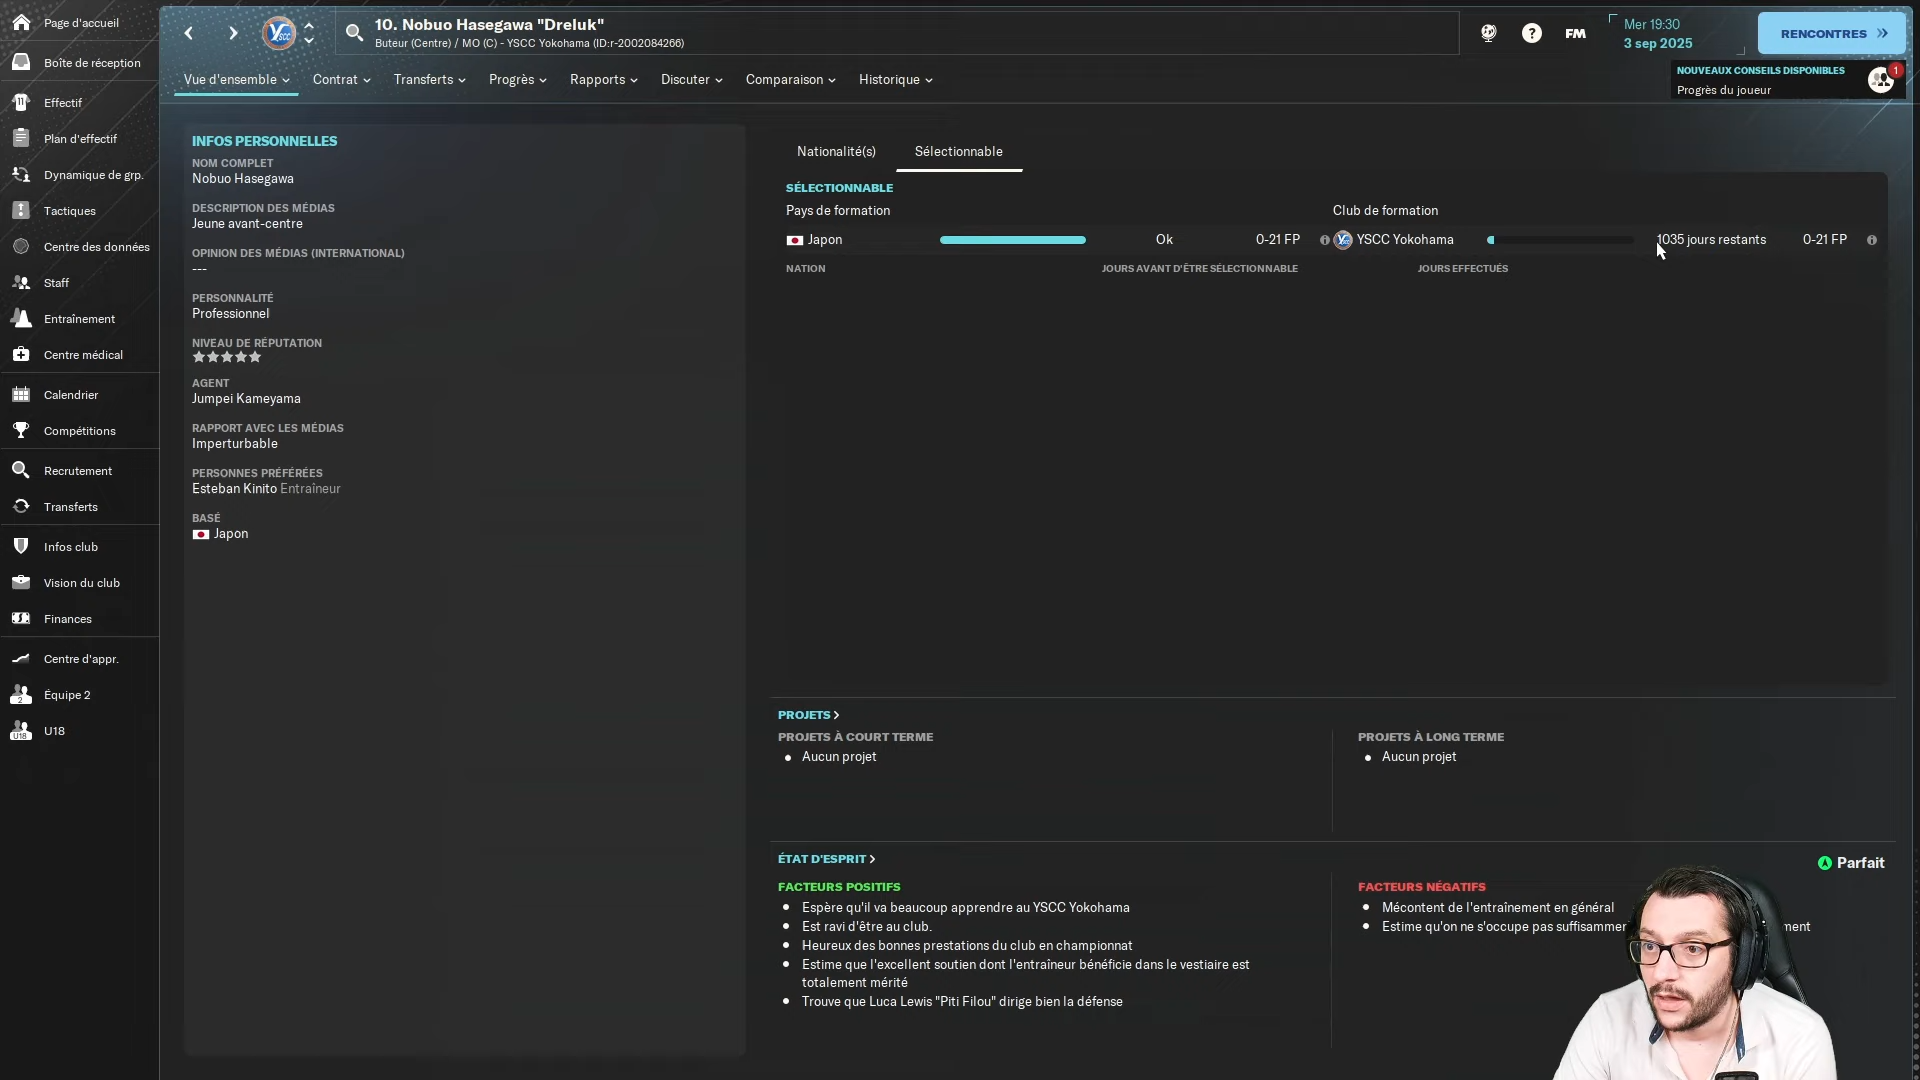 Page d'accueil
Boîte de réception
Effectif
Plan d'effectif
Dynamique de grp.
Tactiques
Centre des données
Staff
Entraînement
Centre médical
Calendrier
Compétitions
Recrutement
Transferts
Infos club
Vision du club
Finances
Centre d'appr.
Équipe 2
U18
10. Nobuo Hasegawa "Dreluk"
Buteur (Centre) / MO (C) - YSCC Yokohama (ID:r-2002084266)
FM
Mer 19:30
3 sep 2025
RENCONTRES
Vue d'ensemble
Contrat
Transferts
Progrès
Rapports
Discuter
Comparaison
Historique
NOUVEAUX CONSEILS DISPONIBLES
Progrès du joueur
1
INFOS PERSONNELLES
NOM COMPLET
Nobuo Hasegawa
DESCRIPTION DES MÉDIAS
Jeune avant-centre
OPINION DES MÉDIAS (INTERNATIONAL)
---
PERSONNALITÉ
Professionnel
NIVEAU DE RÉPUTATION
AGENT
Jumpei Kameyama
RAPPORT AVEC LES MÉDIAS
Imperturbable
PERSONNES PRÉFÉRÉES
Esteban Kinito Entraîneur
BASÉ
Japon
Nationalité(s)
Sélectionnable
SÉLECTIONNABLE
Pays de formation
Club de formation
Japon
Ok
0-21 FP
YSCC Yokohama
1035 jours restants
0-21 FP
NATION
JOURS AVANT D'ÊTRE SÉLECTIONNABLE
JOURS EFFECTUÉS
PROJETS
PROJETS À COURT TERME
Aucun projet
PROJETS À LONG TERME
Aucun projet
ÉTAT D'ESPRIT
Parfait
FACTEURS POSITIFS
Espère qu'il va beaucoup apprendre au YSCC Yokohama
Est ravi d'être au club.
Heureux des bonnes prestations du club en championnat
Estime que l'excellent soutien dont l'entraîneur bénéficie dans le vestiaire est
totalement mérité
Trouve que Luca Lewis "Piti Filou" dirige bien la défense
FACTEURS NÉGATIFS
Mécontent de l'entraînement en général
Estime qu'on ne s'occupe pas